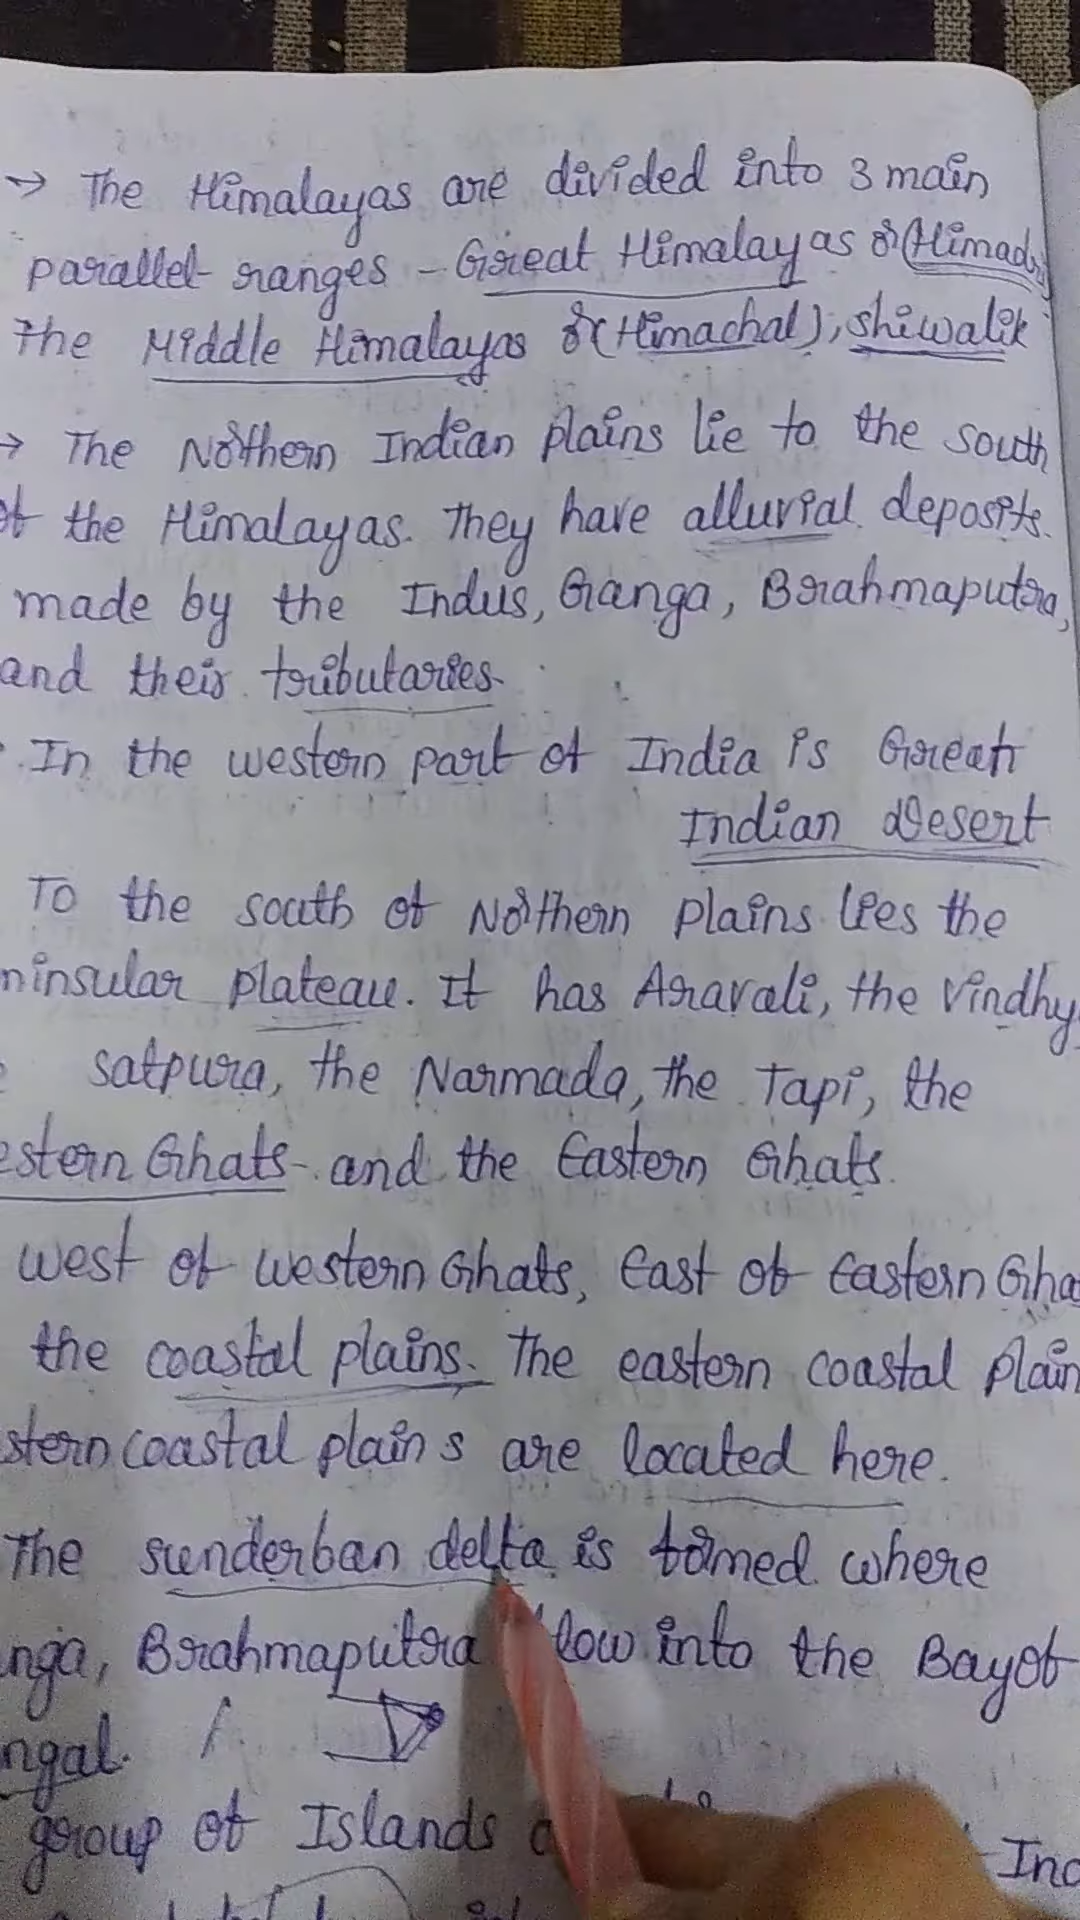 → The Himalayas are divided into 3 main
parallel ranges - Great Himalayas or (Himadri
the Middle Himalayas or (Himachal), shiwalik
→ The Nothern Indian plains lie to the south
of the Himalayas. They have alluvial deposits.
made by the Indus, Ganga, Brahmaputra,
and their tributaries.
In the western part of India is Great
Indian Desert
To the south of Northern plains lies the
ninsular plateau. It has Aravali, the Vindhy
satpura, the Narmada, the Tapi, the
estern Ghats and the Eastern Ghats.
west of western Ghats, East of Eastern Gha
the coastal plains. The eastern coastal plain
stern coastal plains are located here.
The sunderban delta is formed where
nga, Brahmaputra flow into the Bay of
ngal.
group of Islands
Ind